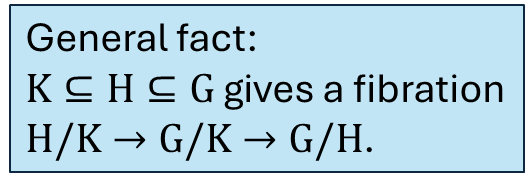 General fact:
K ⊆ H ⊆ G gives a fibration
H/K → G/K → G/H.